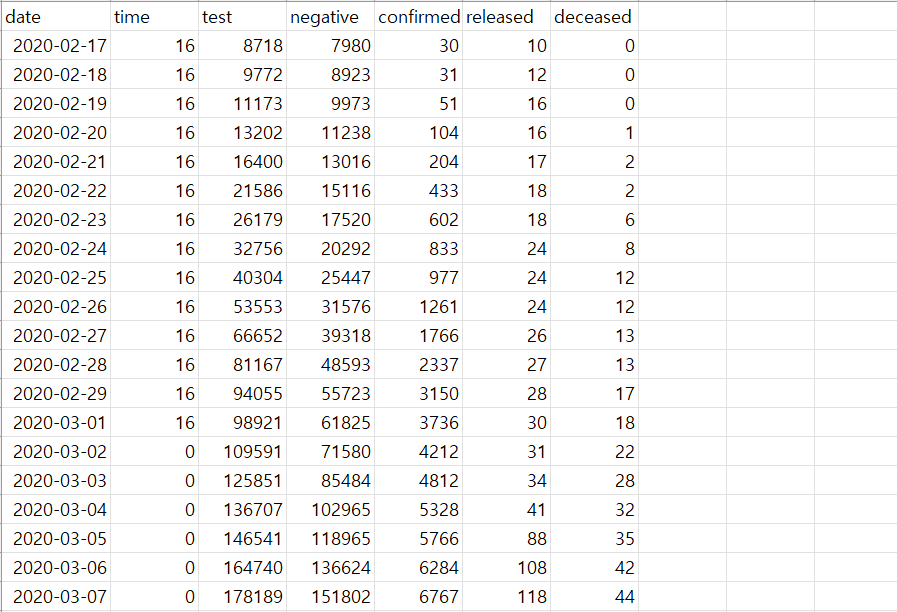 date time test negative confirmed released deceased
2020-02-17 16 8718 7980 30 10 0
2020-02-18 16 9772 8923 31 12 0
2020-02-19 16 11173 9973 51 16 0
2020-02-20 16 13202 11238 104 16 1
2020-02-21 16 16400 13016 204 17 2
2020-02-22 16 21586 15116 433 18 2
2020-02-23 16 26179 17520 602 18 6
2020-02-24 16 32756 20292 833 24 8
2020-02-25 16 40304 25447 977 24 12
2020-02-26 16 53553 31576 1261 24 12
2020-02-27 16 66652 39318 1766 26 13
2020-02-28 16 81167 48593 2337 27 13
2020-02-29 16 94055 55723 3150 28 17
2020-03-01 16 98921 61825 3736 30 18
2020-03-02 0 109591 71580 4212 31 22
2020-03-03 0 125851 85484 4812 34 28
2020-03-04 0 136707 102965 5328 41 32
2020-03-05 0 146541 118965 5766 88 35
2020-03-06 0 164740 136624 6284 108 42
2020-03-07 0 178189 151802 6767 118 44